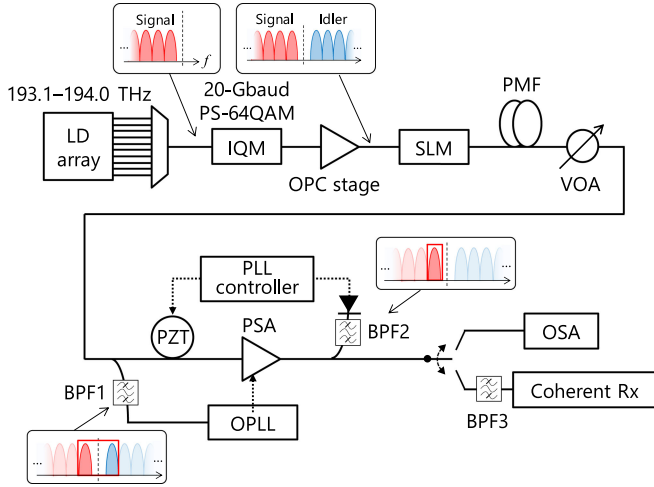 Signal
...
f
Signal Idler
... ...
193.1–194.0 THz
LD
array
20-Gbaud
PS-64QAM
IQM
OPC stage
SLM
PMF
VOA
PLL
controller
PZT
PSA
BPF2
... ...
BPF1
OPLL
OSA
BPF3
Coherent Rx
... ...